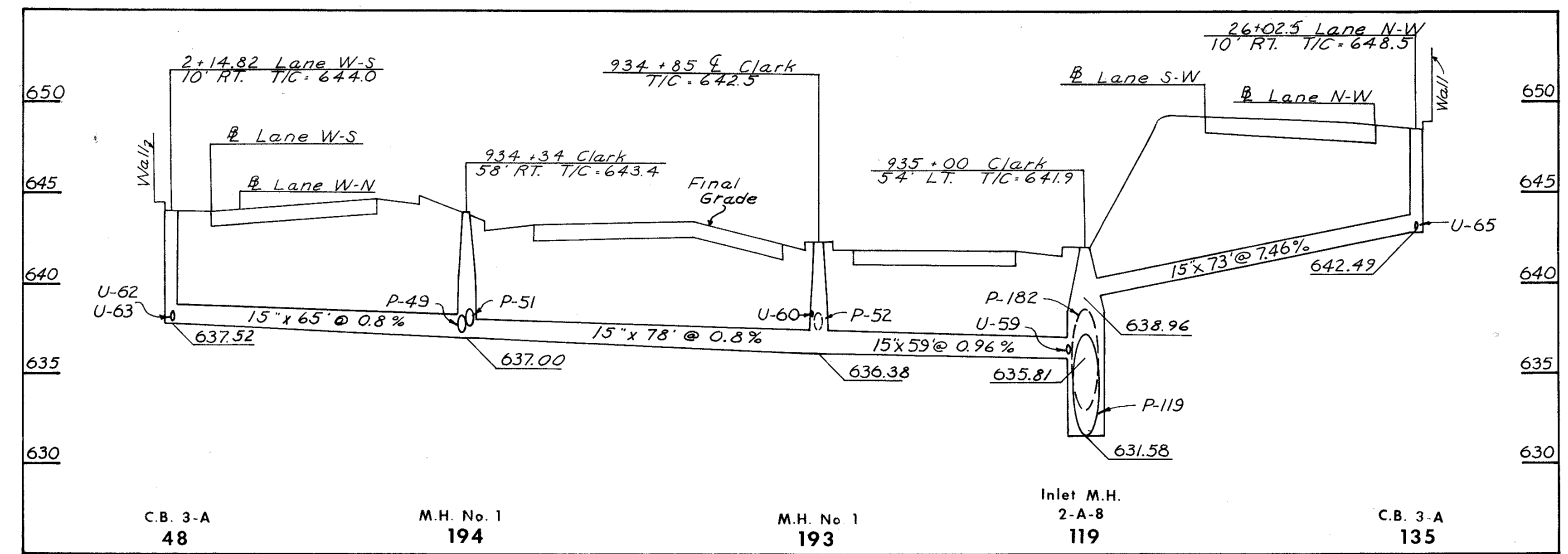 2+14.82 Lane W-S
10' RT. T/C=644.0
934 +85 ℄ Clark
T/C= 642.5
26+02.5 Lane N-W
10' RT. T/C=648.5
Wall
650
650
Lane S-W
Lane N-W
Wall
Lane W-S
Lane W-N
934 +34 Clark
58' RT. T/C=643.4
935 +00 Clark
54' LT. T/C=641.9
645
645
Final
Grade
U-65
640
640
15"x 73'@ 7.46%
642.49
U-62
U-63
P-49
P-51
U-60
P-52
P-182
U-59
638.96
15"x 65' @ 0.8 %
15"x 78' @ 0.8%
15"x59'@ 0.96 %
637.52
637.00
636.38
635.81
635
635
P-119
631.58
630
630
C.B. 3-A
48
M.H. No. 1
194
M.H. No. 1
193
Inlet M.H.
2-A-8
119
C.B. 3-A
135